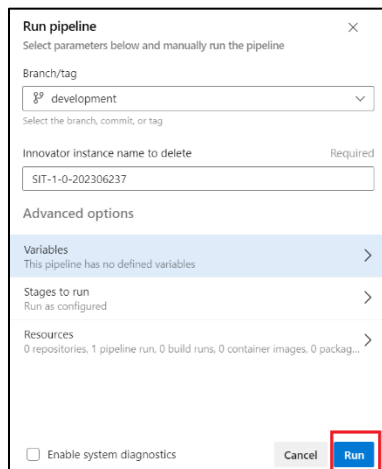 Run pipeline
Select parameters below and manually run the pipeline
Branch/tag
development
Select the branch, commit, or tag
Innovator instance name to delete Required
SIT-1-0-202306237
Advanced options
Variables
This pipeline has no defined variables
Stages to run
Run as configured
Resources
0 repositories, 1 pipeline run, 0 build runs, 0 container images, 0 packag...
Enable system diagnostics Cancel Run